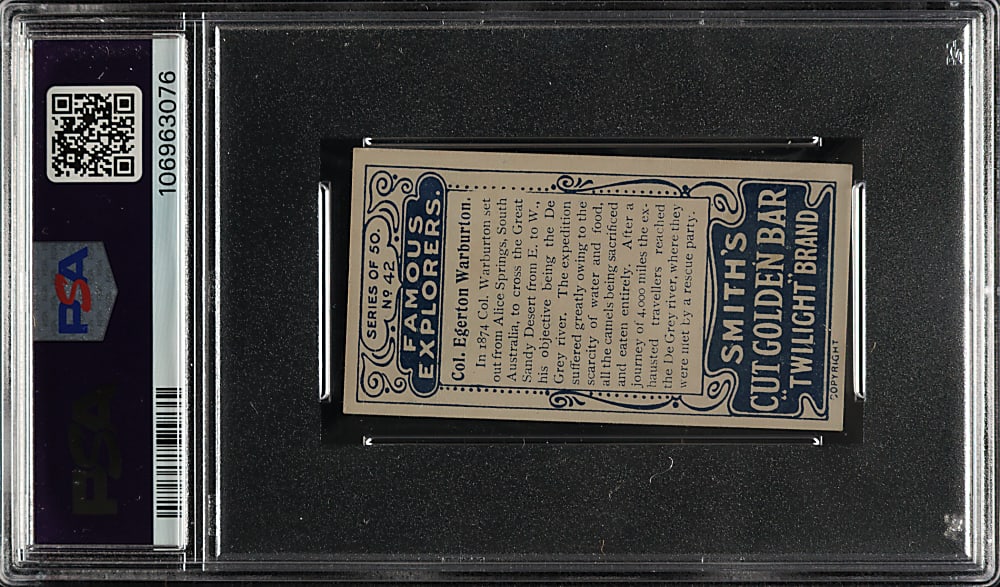 106963076
PSA
PSA
SERIES OF 50.
Nº 42
FAMOUS
EXPLORERS.
Col. Egerton Warburton.
In 1874 Col. Warburton set
out from Alice Springs, South
Australia, to cross the Great
Sandy Desert from E. to W.,
his objective being the De
Grey river. The expedition
suffered greatly owing to the
scarcity of water and food,
all the camels being sacrificed
and eaten entirely. After a
journey of 4,000 miles the ex-
hausted travellers reached
the De Grey river, where they
were met by a rescue party.
SMITH'S
CUT GOLDEN BAR
"TWILIGHT" BRAND
COPYRIGHT